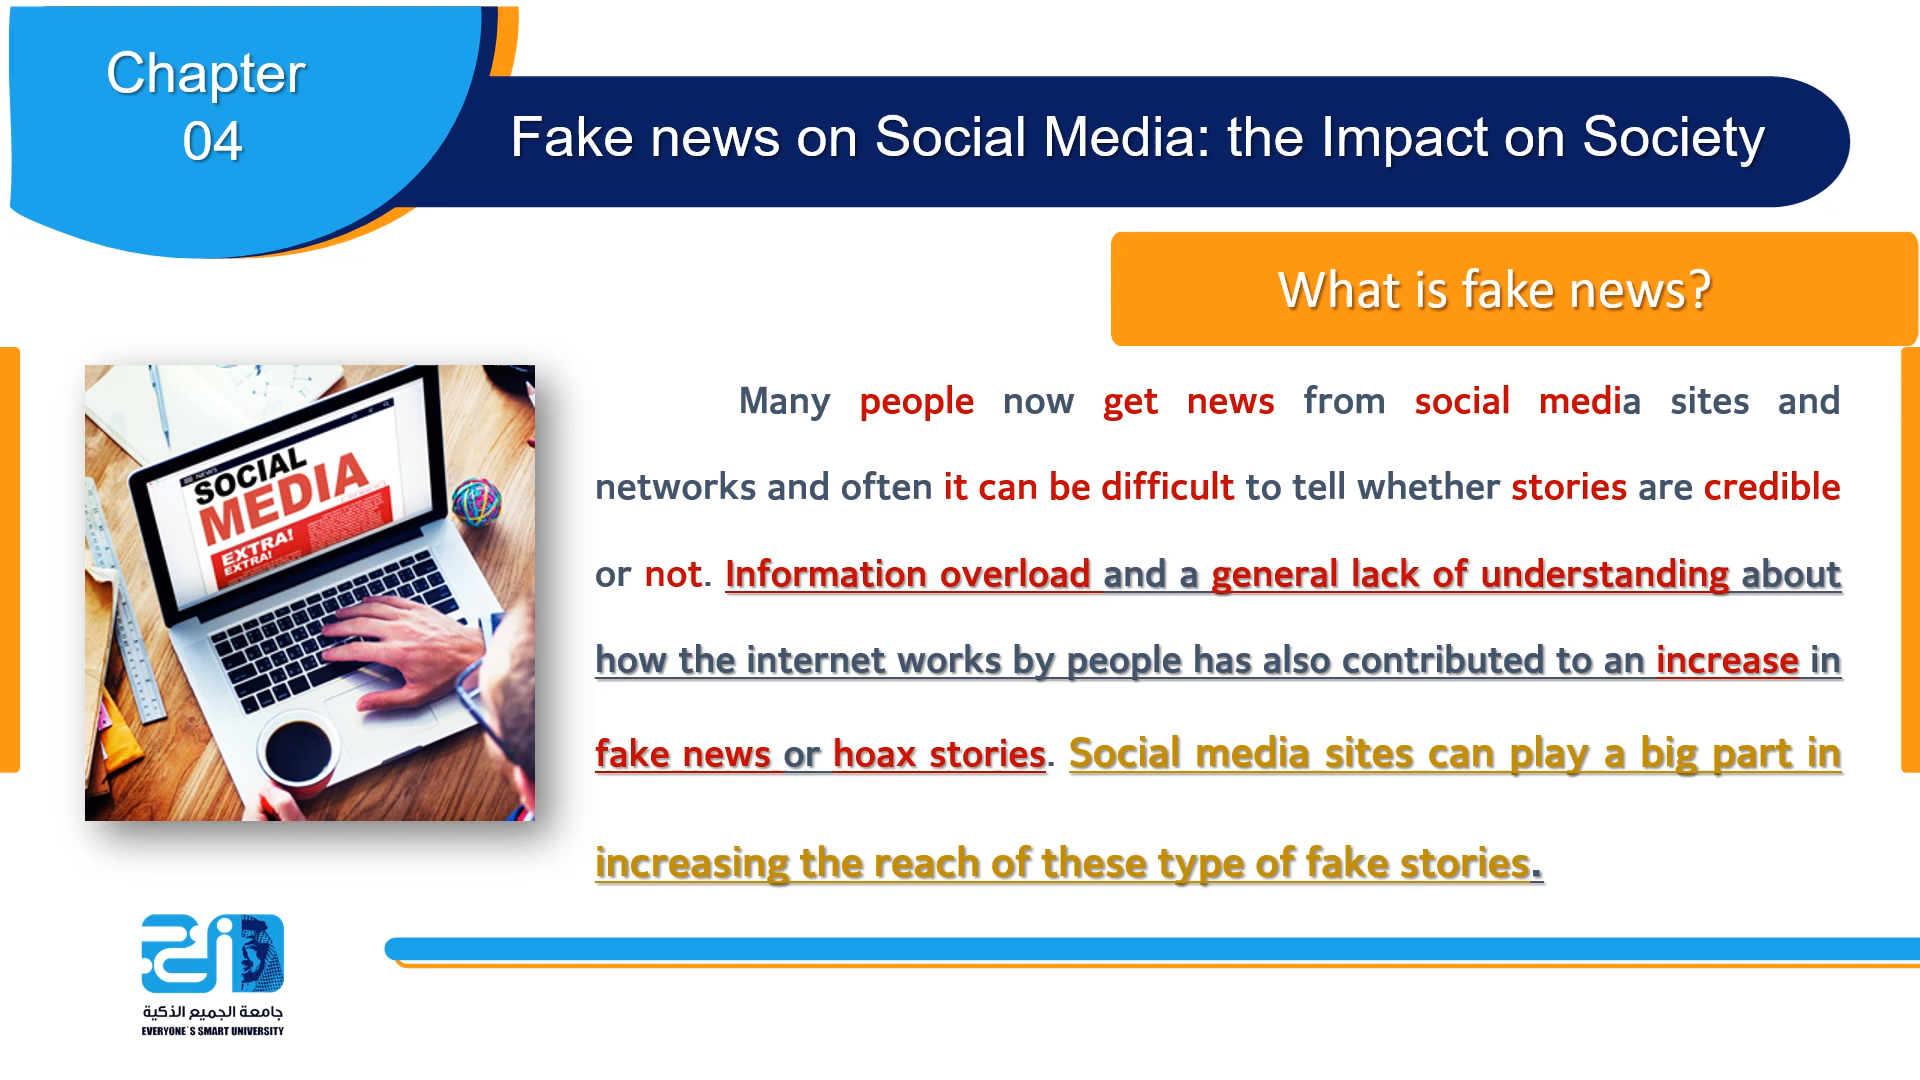 Chapter
04
Fake news on Social Media: the Impact on Society
What is fake news?
Many people now get news from social media sites and
networks and often it can be difficult to tell whether stories are credible
or not. Information overload and a general lack of understanding about
how the internet works by people has also contributed to an increase in
fake news or hoax stories. Social media sites can play a big part in
increasing the reach of these type of fake stories.
NEWS
SOCIAL
MEDIA
EXTRA!
EXTRA!
جامعة الجميع الذكية
EVERYONE`S SMART UNIVERSITY